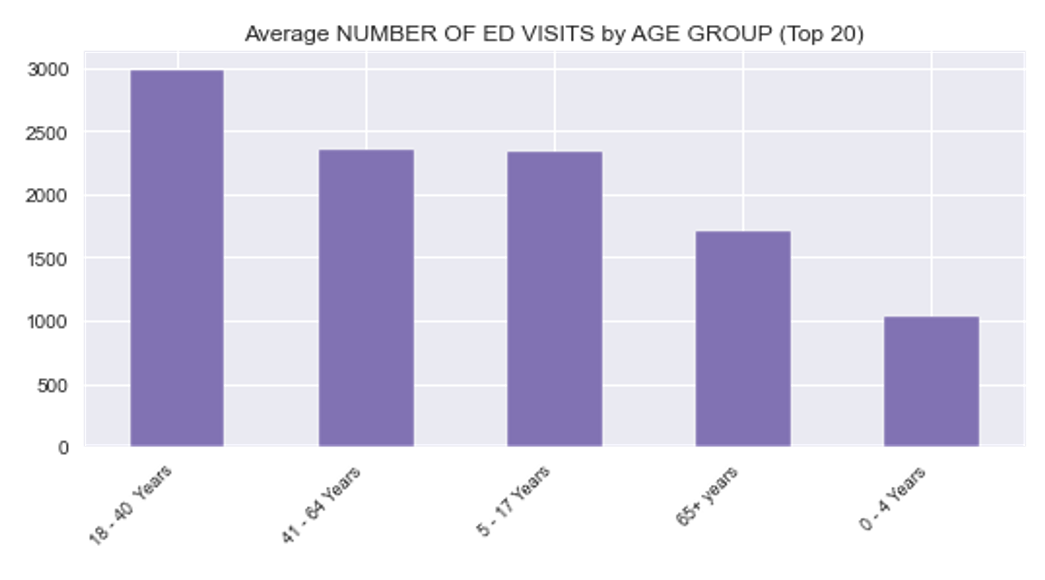 Average NUMBER OF ED VISITS by AGE GROUP (Top 20)
3000
2500
2000
1500
1000
500
0
18 - 40  Years
41 - 64 Years
5 - 17 Years
65+ years
0 - 4 Years